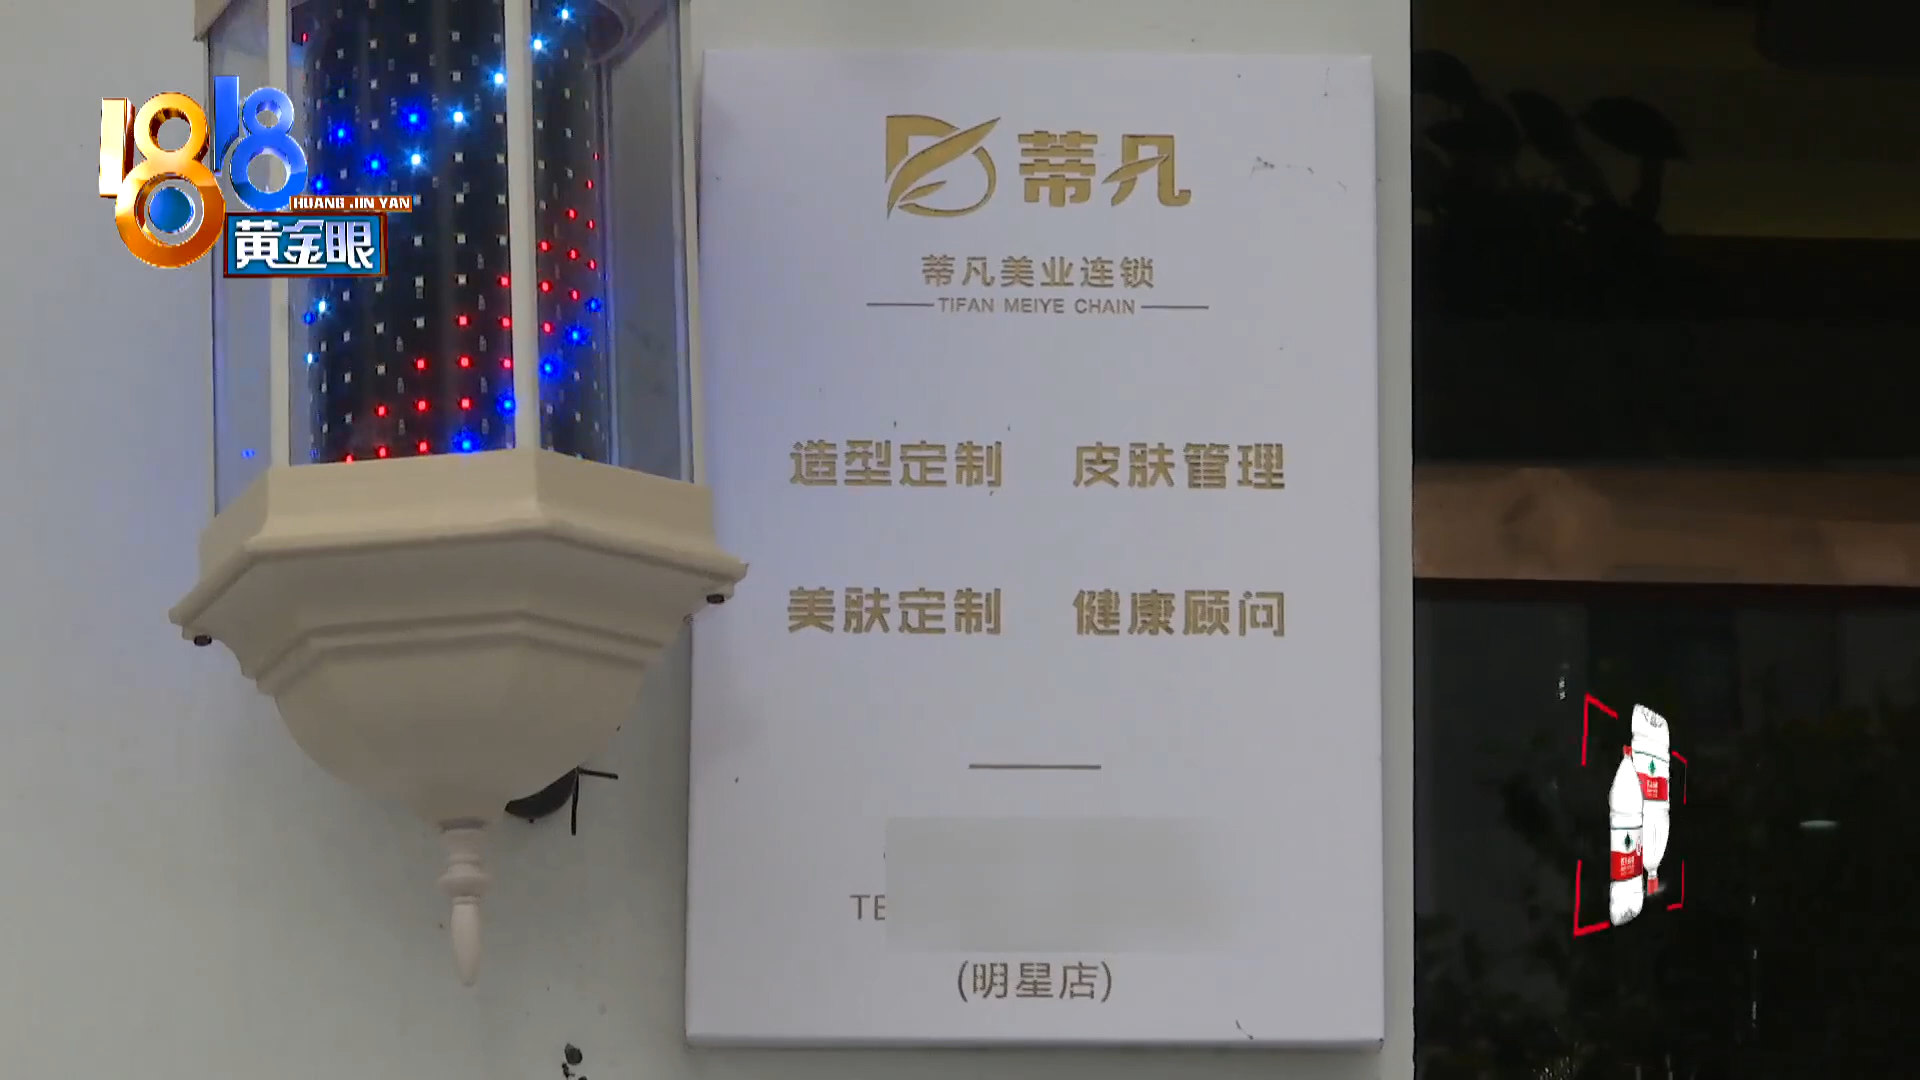 1818
HUANG JIN YAN
黄金眼
蒂凡
蒂凡美业连锁
TIFAN MEIYE CHAIN
造型定制 皮肤管理
美肤定制 健康顾问
TE
(明星店)